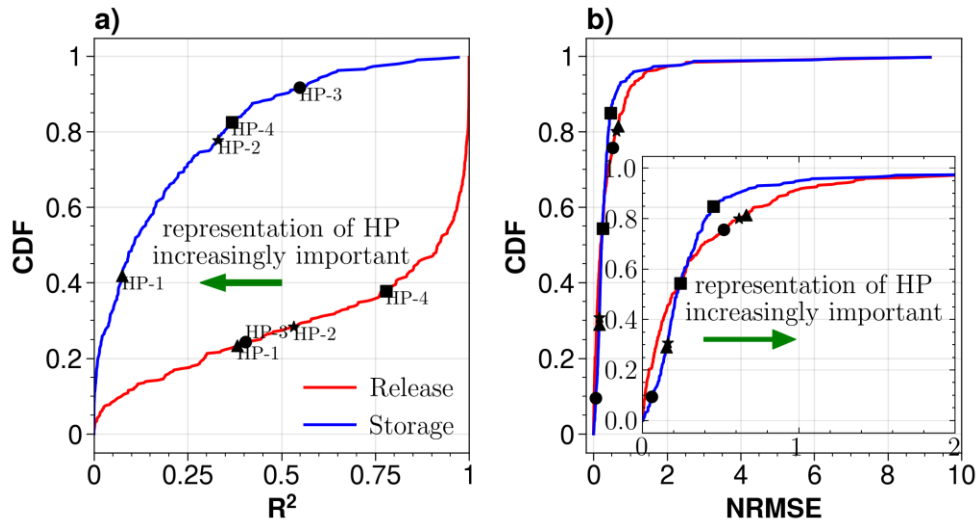 a)
CDF
1
0.8
0.6
0.4
0.2
0
HP-3
HP-4
HP-2
representation of HP
increasingly important
HP-1
HP-4
HP-3
HP-2
HP-1
Release
Storage
0 0.25 0.5 0.75 1
R²
b)
CDF
1
0.8
0.6
0.4
0.2
0
1.0
0.8
0.6
0.4
0.2
0.0
representation of HP
increasingly important
0 1 2
0 2 4 6 8 10
NRMSE